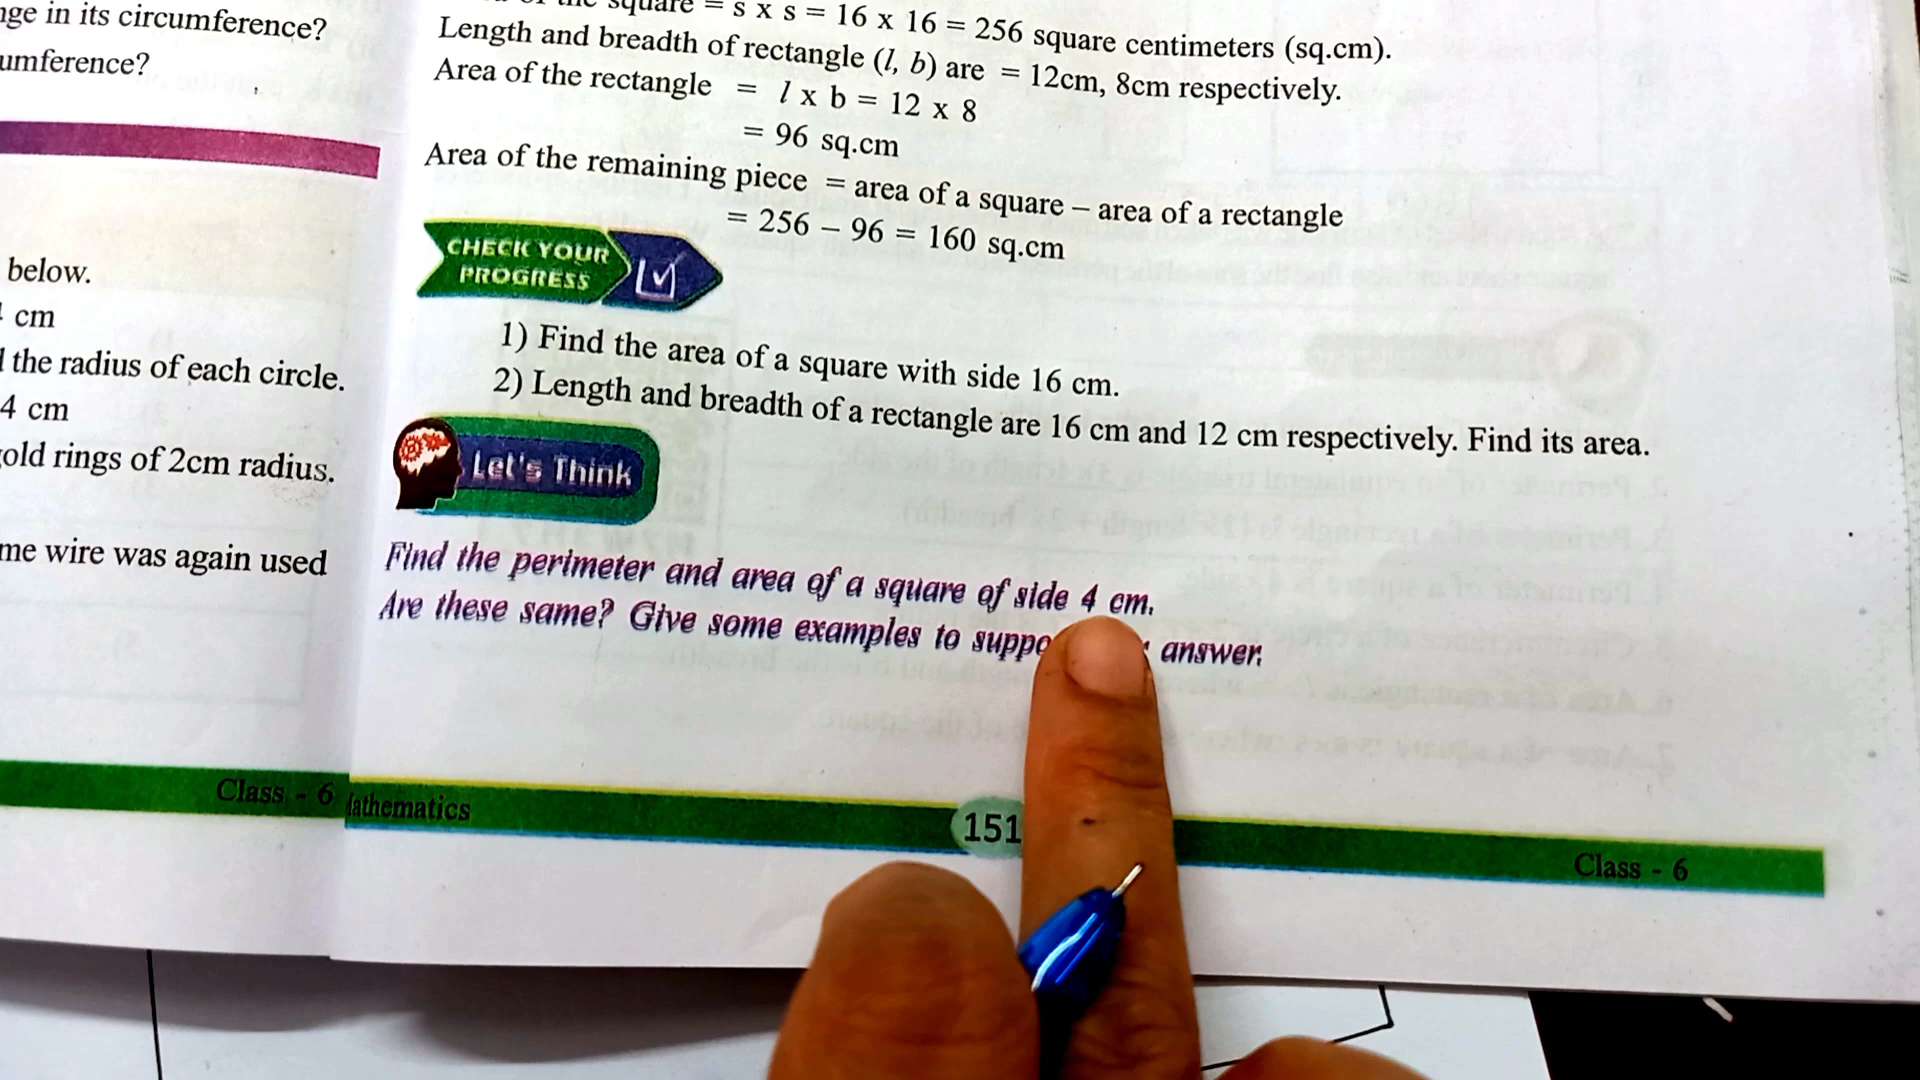 nge in its circumference?
umference?
below.
cm
the radius of each circle.
4 cm
old rings of 2cm radius.
me wire was again used
Class - 6
square = s x s = 16 x 16 = 256 square centimeters (sq.cm).
Length and breadth of rectangle (l, b) are = 12cm, 8cm respectively.
Area of the rectangle = l x b = 12 x 8
= 96 sq.cm
Area of the remaining piece = area of a square – area of a rectangle
= 256 – 96 = 160 sq.cm
CHECK YOUR
PROGRESS
1) Find the area of a square with side 16 cm.
2) Length and breadth of a rectangle are 16 cm and 12 cm respectively. Find its area.
Let's Think
Find the perimeter and area of a square of side 4 cm.
Are these same? Give some examples to suppo answer.
athematics
151
Class - 6